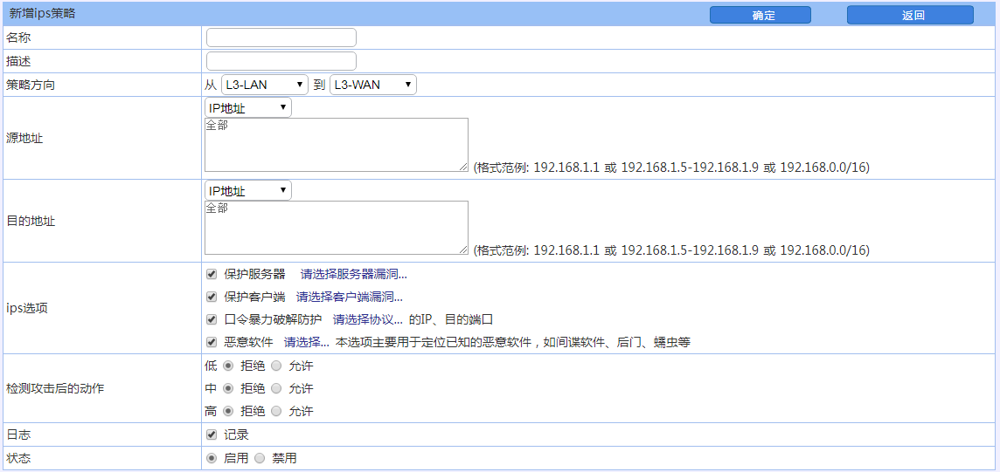 新增ips策略 确定 返回
名称
描述
策略方向 从 L3-LAN 到 L3-WAN
IP地址
源地址 全部 (格式范例: 192.168.1.1 或 192.168.1.5-192.168.1.9 或 192.168.0.0/16)
IP地址
目的地址 全部 (格式范例: 192.168.1.1 或 192.168.1.5-192.168.1.9 或 192.168.0.0/16)
ips选项
保护服务器 请选择服务器漏洞...
保护客户端 请选择客户端漏洞...
口令暴力破解防护 请选择协议... 的IP、目的端口
恶意软件 请选择... 本选项主要用于定位已知的恶意软件，如间谍软件、后门、蠕虫等
检测攻击后的动作
低 拒绝 允许
中 拒绝 允许
高 拒绝 允许
日志 记录
状态 启用 禁用